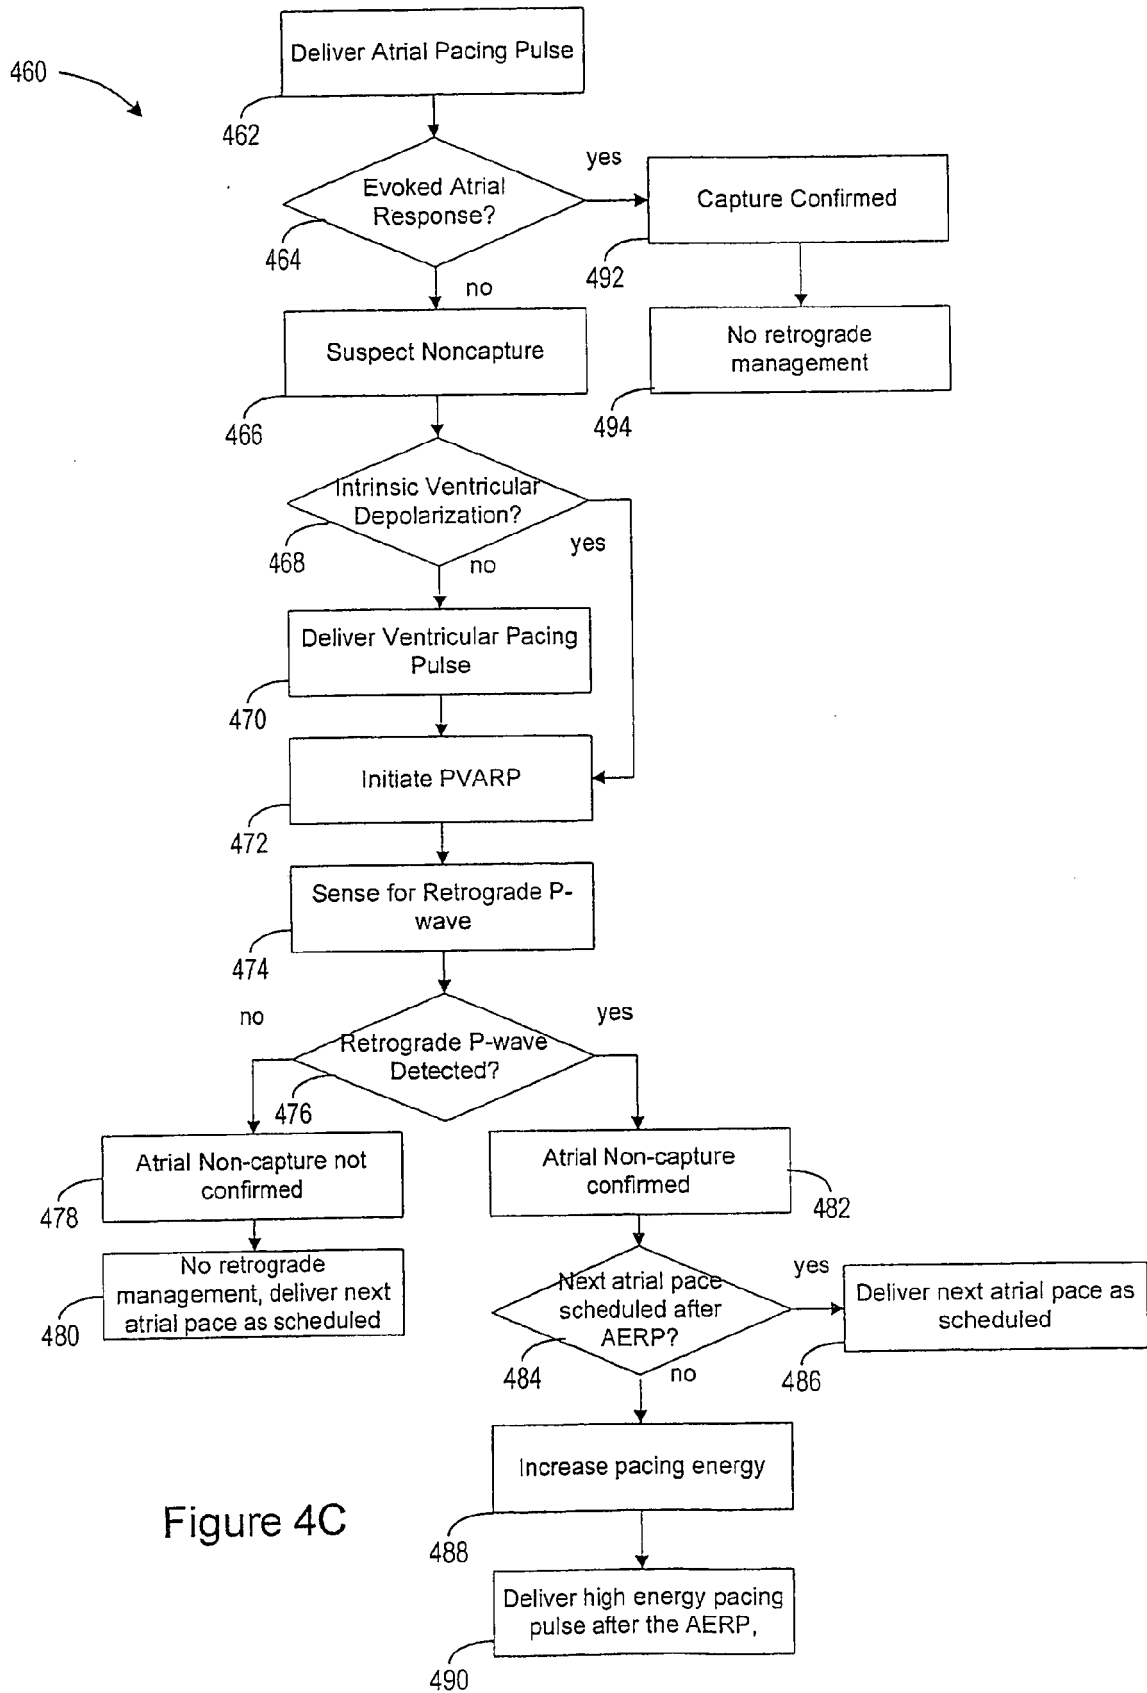 Deliver Atrial Pacing Pulse
460
462
Evoked Atrial
Response?
464
yes
Capture Confirmed
492
no
Suspect Noncapture
466
No retrograde
management
494
Intrinsic Ventricular
Depolarization?
468
yes
no
Deliver Ventricular Pacing
Pulse
470
Initiate PVARP
472
Sense for Retrograde P-
wave
474
no
yes
Retrograde P-wave
Detected?
476
Atrial Non-capture not
confirmed
478
Atrial Non-capture
confirmed
482
No retrograde
management, deliver next
atrial pace as scheduled
480
Next atrial pace
scheduled after
AERP?
484
yes
Deliver next atrial pace as
scheduled
486
no
Increase pacing energy
488
Deliver high energy pacing
pulse after the AERP,
490
Figure 4C